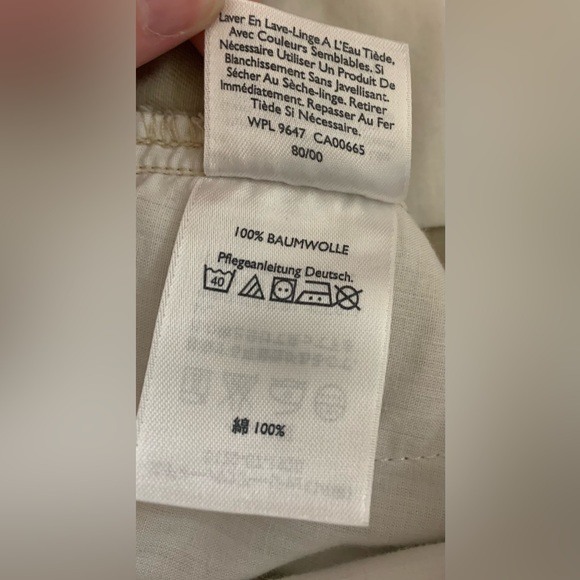 Laver En Lave-Linge A L'Eau Tiède,
Avec Couleurs Semblables. Si
Nécessaire Utiliser Un Produit De
Blanchissement Sans Javellisant.
Sécher Au Sèche-linge. Retirer
Immédiatement. Repasser Au Fer
Tiède Si Nécessaire.
WPL 9647 CA00665
80/00
100% BAUMWOLLE
Pflegeanleitung Deutsch.
40
綿 100%